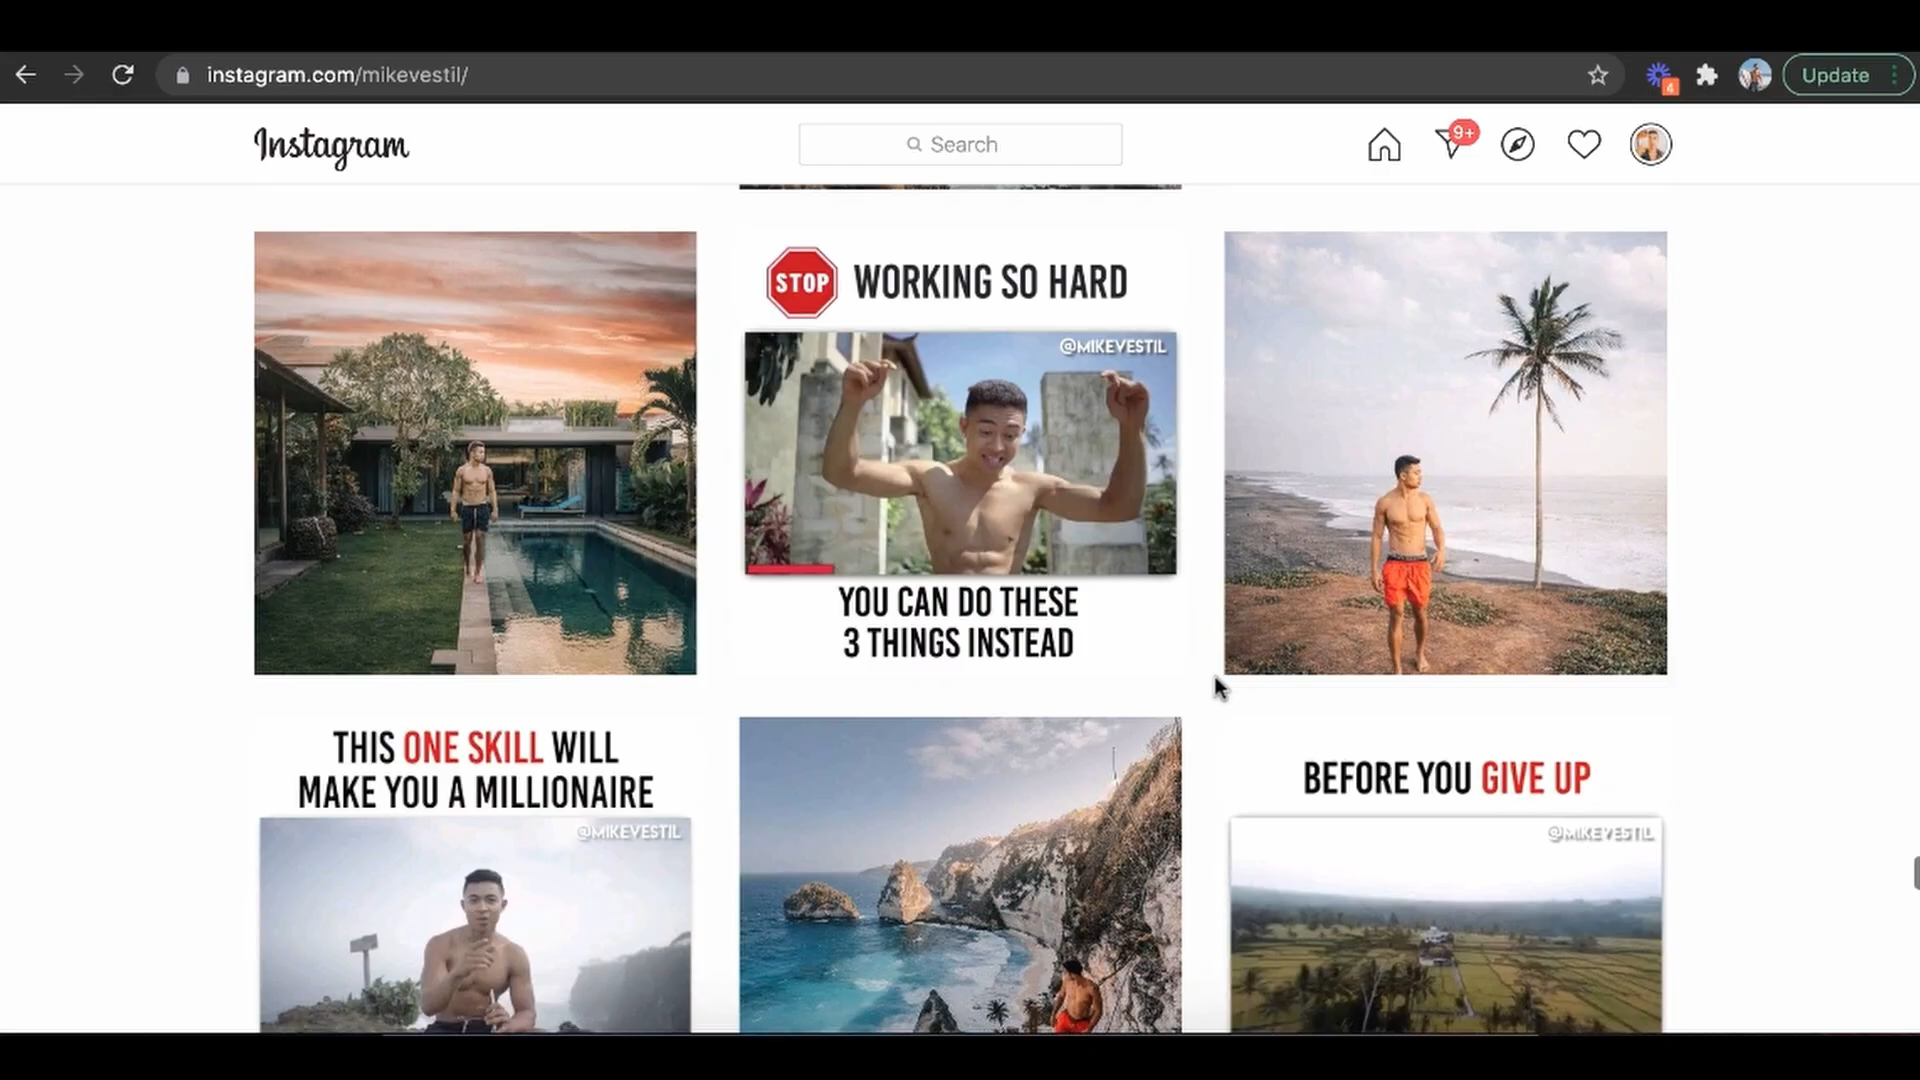 instagram.com/mikevestil/
4
Update
Instagram
Search
9+
STOP WORKING SO HARD
@MIKEVESTIL
YOU CAN DO THESE
3 THINGS INSTEAD
THIS ONE SKILL WILL
MAKE YOU A MILLIONAIRE
@MIKEVESTIL
BEFORE YOU GIVE UP
@MIKEVESTIL